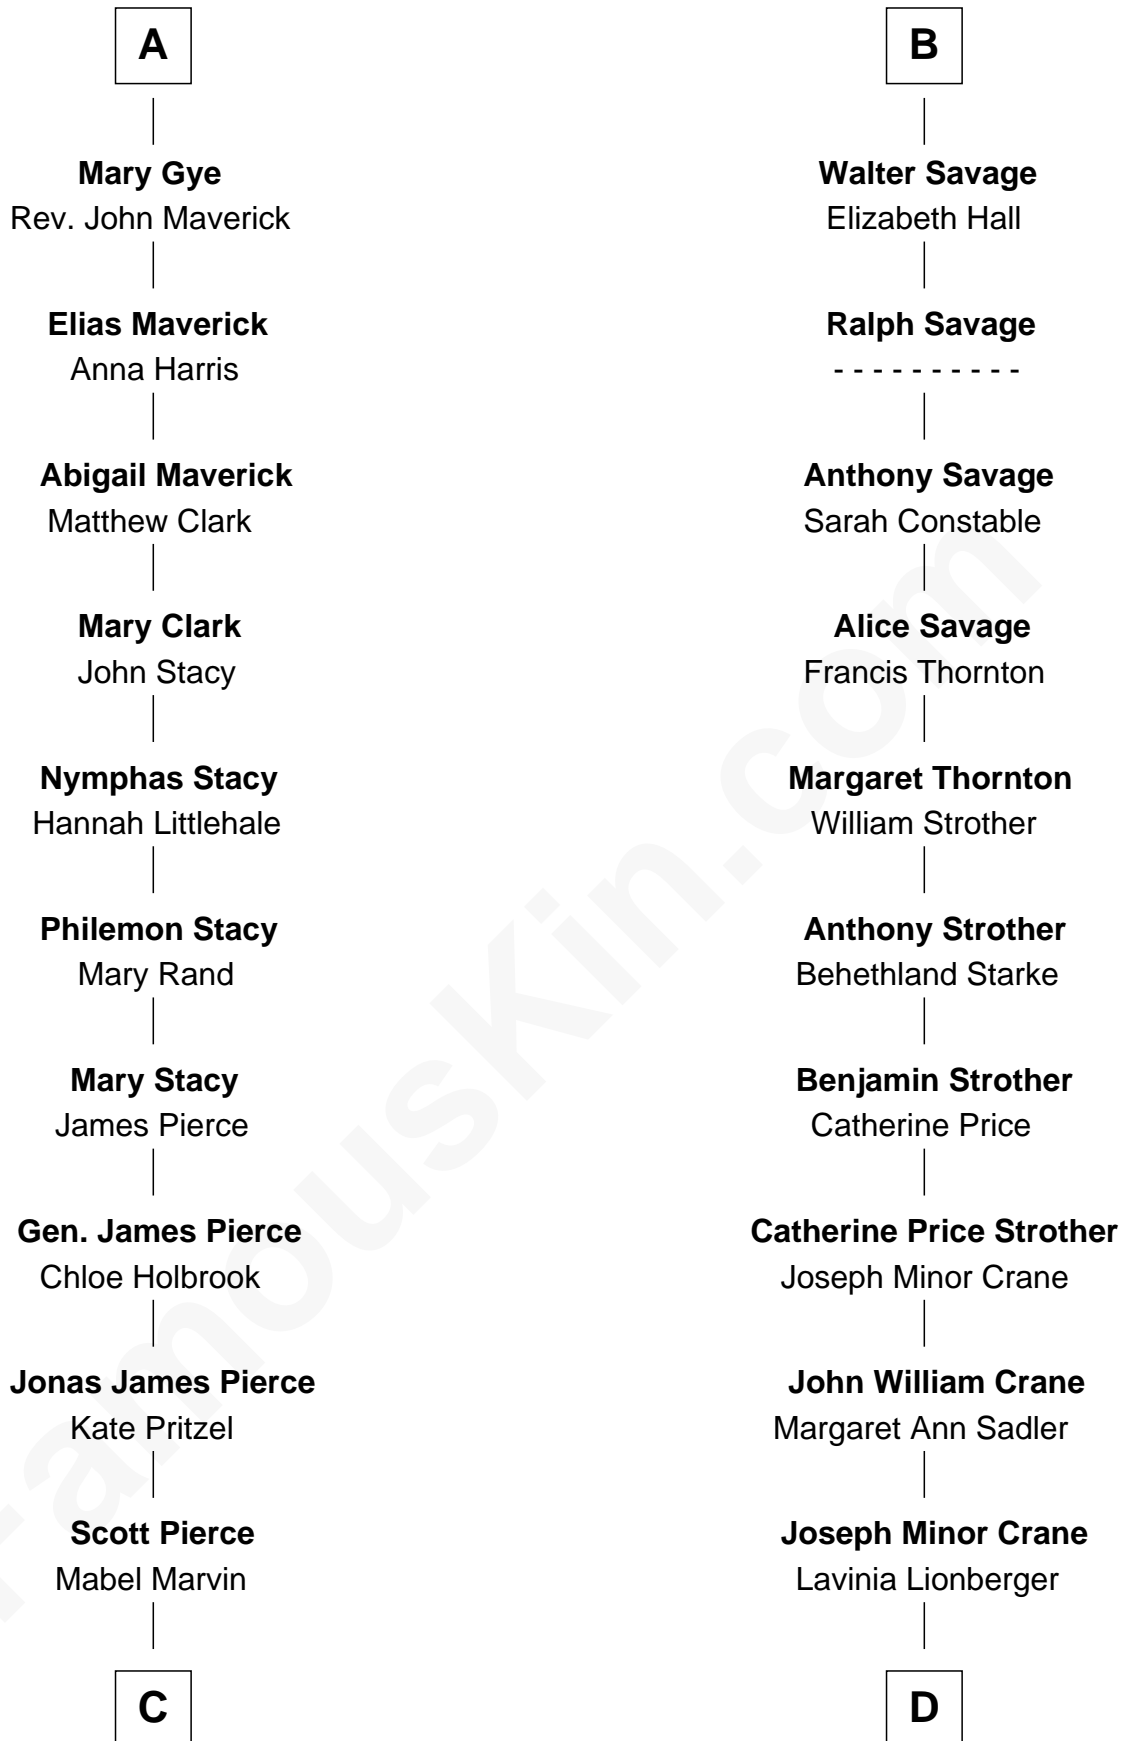 A
Mary Gye
Rev. John Maverick
Elias Maverick
Anna Harris
Abigail Maverick
Matthew Clark
Mary Clark
John Stacy
Nymphas Stacy
Hannah Littlehale
Philemon Stacy
Mary Rand
Mary Stacy
James Pierce
Gen. James Pierce
Chloe Holbrook
Jonas James Pierce
Kate Pritzel
Scott Pierce
Mabel Marvin
C
B
Walter Savage
Elizabeth Hall
Ralph Savage
- - - - - - - - - -
Anthony Savage
Sarah Constable
Alice Savage
Francis Thornton
Margaret Thornton
William Strother
Anthony Strother
Behethland Starke
Benjamin Strother
Catherine Price
Catherine Price Strother
Joseph Minor Crane
John William Crane
Margaret Ann Sadler
Joseph Minor Crane
Lavinia Lionberger
D
FamousKin.com